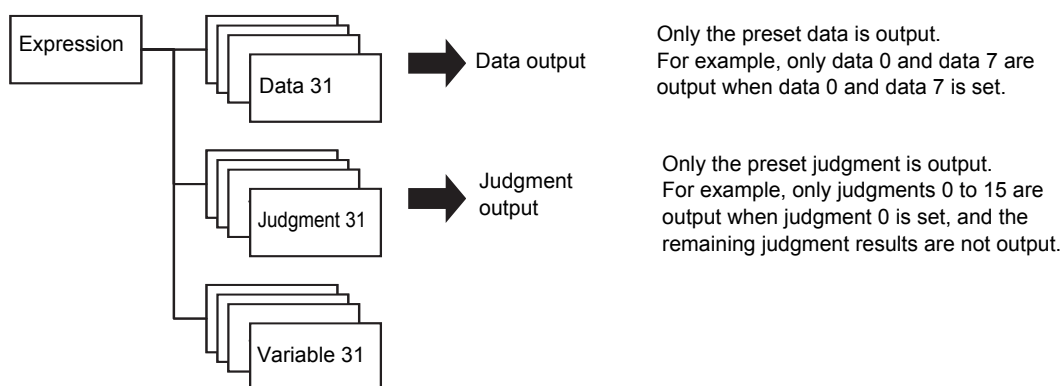 Expression
Data 31
Data output
Only the preset data is output.
For example, only data 0 and data 7 are
output when data 0 and data 7 is set.
Judgment 31
Judgment
output
Only the preset judgment is output.
For example, only judgments 0 to 15 are
output when judgment 0 is set, and the
remaining judgment results are not output.
Variable 31